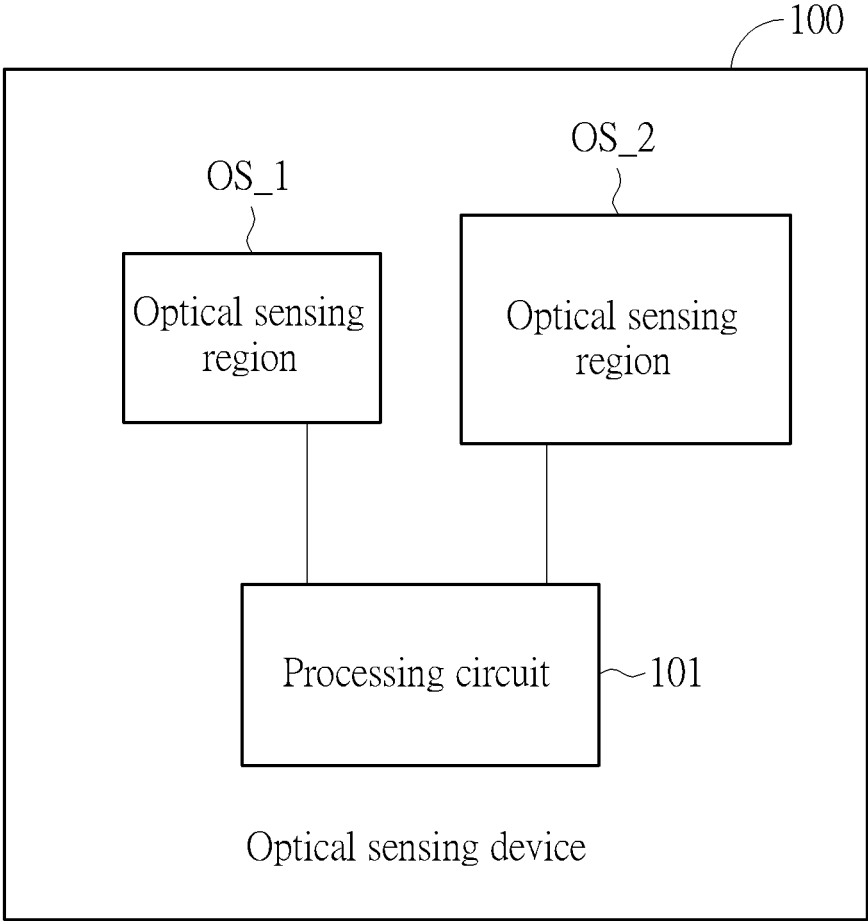 100
OS_2
OS_1
Optical sensing
region
Optical sensing
region
Processing circuit
101
Optical sensing device